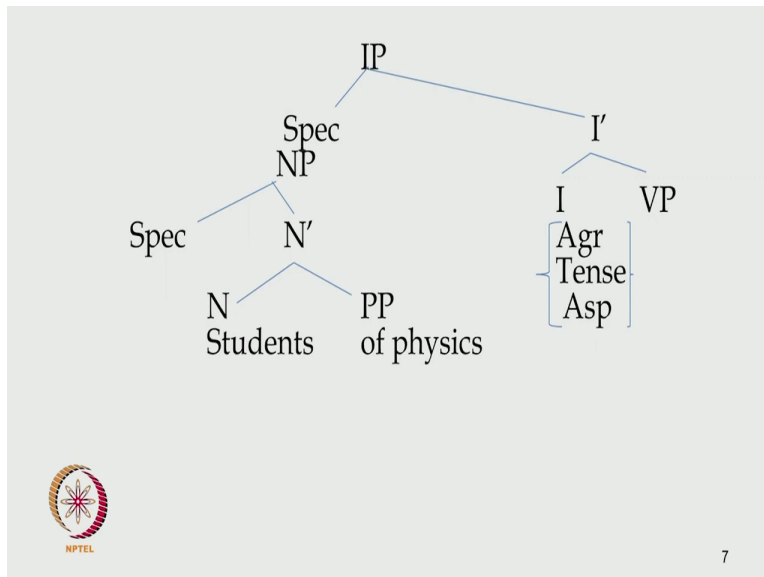 IP
Spec I′
NP
I VP
Spec N′ Agr
Tense
N PP Asp
Students of physics
NPTEL
7